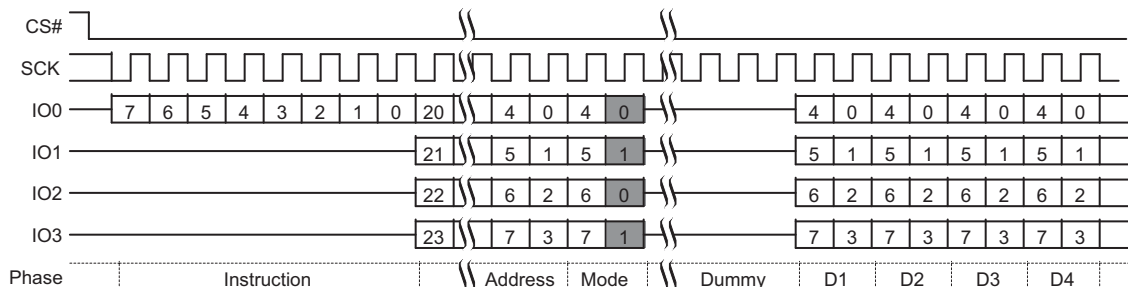 CS#
SCK
IO0 7 6 5 4 3 2 1 0 20 4 0 4 0 4 0 4 0 4 0 4 0
IO1 21 5 1 5 1 5 1 5 1 5 1 5 1
IO2 22 6 2 6 0 6 2 6 2 6 2 6 2
IO3 23 7 3 7 1 7 3 7 3 7 3 7 3
Phase Instruction Address Mode Dummy D1 D2 D3 D4